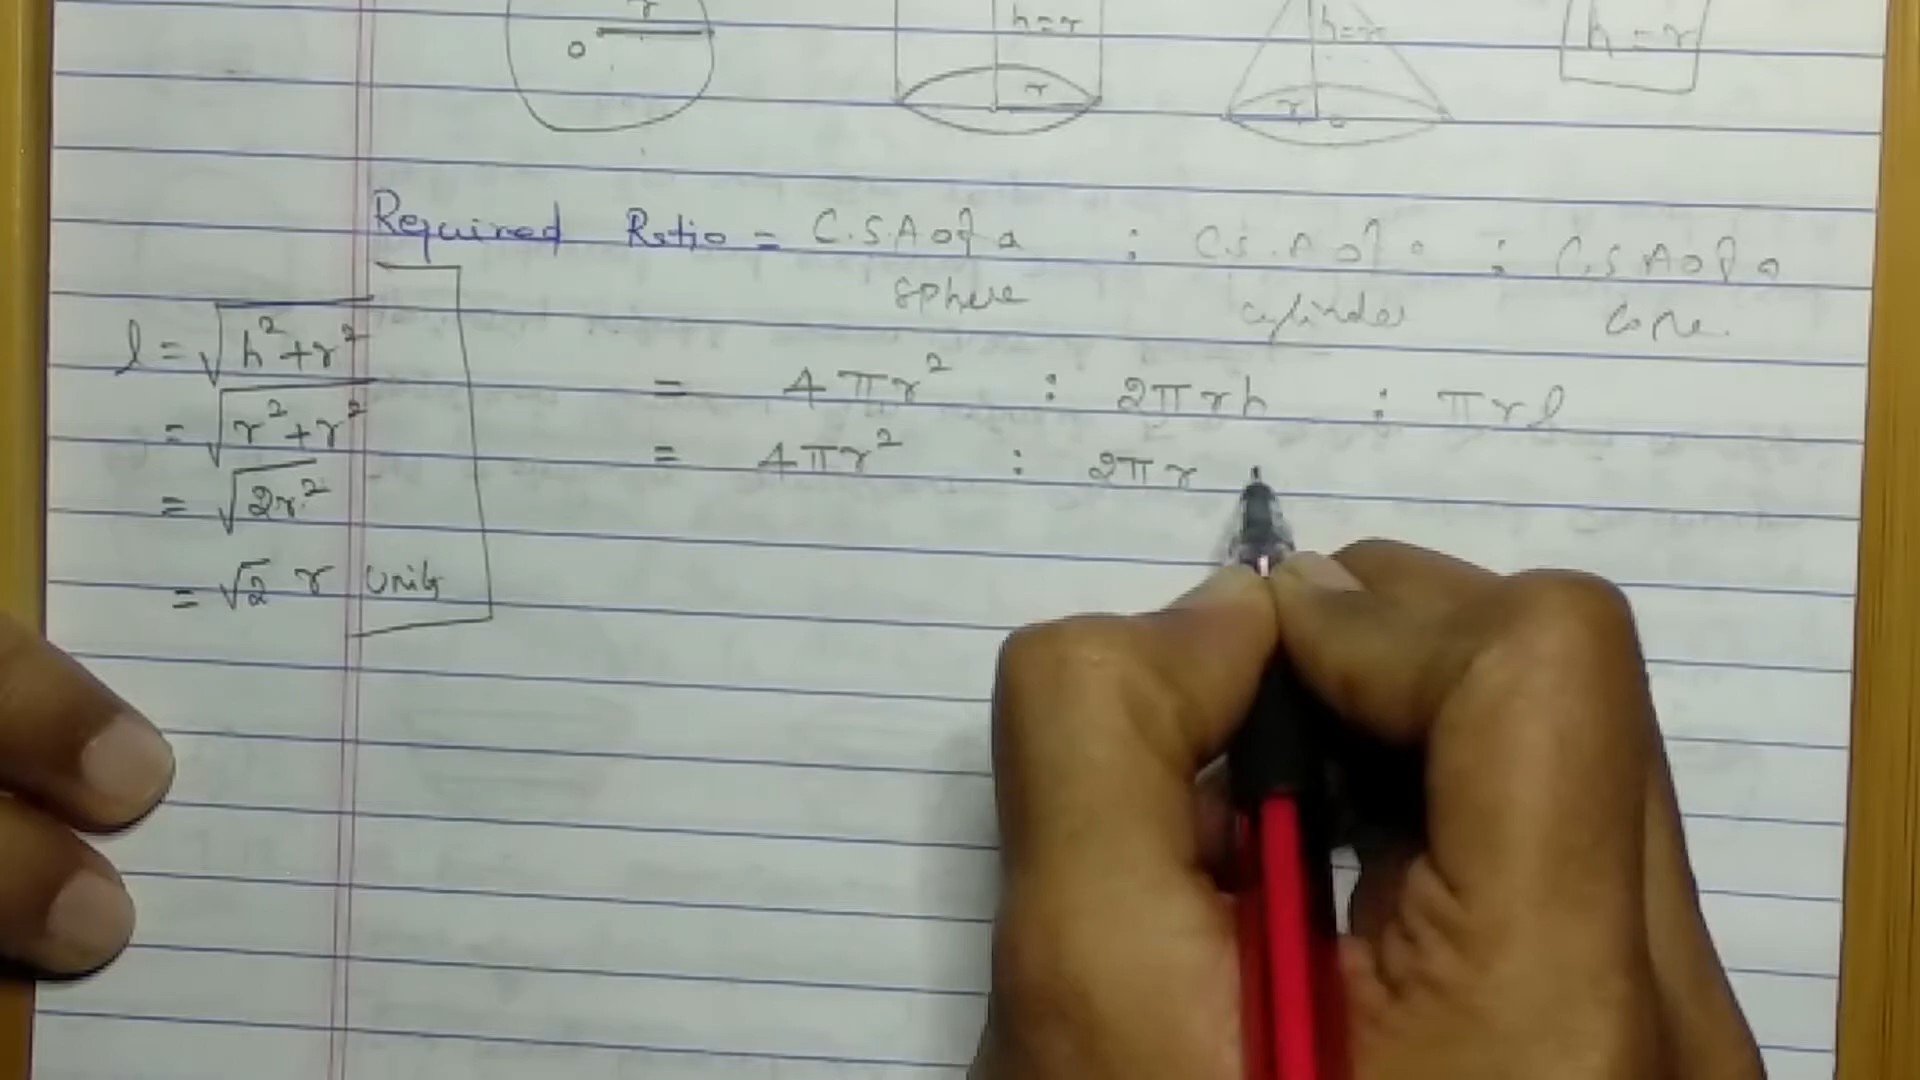 r
h=r
h=r
h=r
o
r
r
o
Required Ratio = C.S.A of a : C.S.A of a : C.S.A of a
sphere cylinder cone.
l = √h²+r²
= 4πr² : 2πrh : πrl
= √r²+r²
= 4πr² : 2πr
= √2r²
= √2 r units